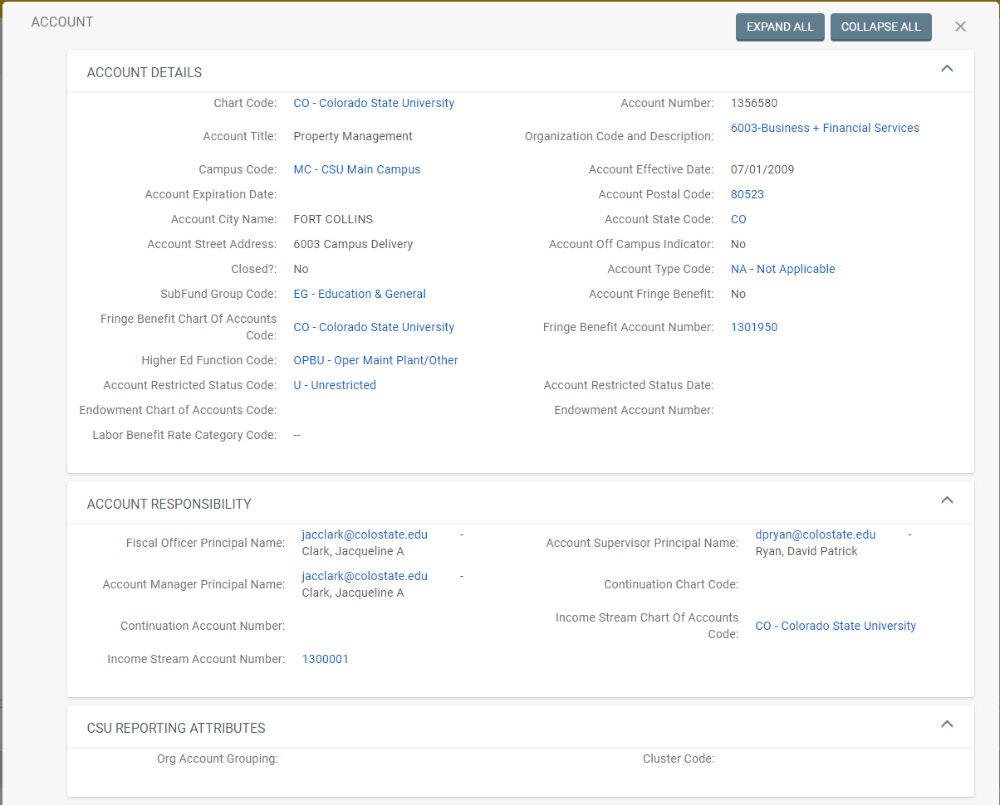 ACCOUNT
EXPAND ALL
COLLAPSE ALL
ACCOUNT DETAILS
Chart Code: CO - Colorado State University Account Number: 1356580
Account Title: Property Management Organization Code and Description: 6003-Business + Financial Services
Campus Code: MC - CSU Main Campus Account Effective Date: 07/01/2009
Account Expiration Date: Account Postal Code: 80523
Account City Name: FORT COLLINS Account State Code: CO
Account Street Address: 6003 Campus Delivery Account Off Campus Indicator: No
Closed?: No Account Type Code: NA - Not Applicable
SubFund Group Code: EG - Education & General Account Fringe Benefit: No
Fringe Benefit Chart Of Accounts
Code: CO - Colorado State University Fringe Benefit Account Number: 1301950
Higher Ed Function Code: OPBU - Oper Maint Plant/Other
Account Restricted Status Code: U - Unrestricted Account Restricted Status Date:
Endowment Chart of Accounts Code: Endowment Account Number:
Labor Benefit Rate Category Code: --
ACCOUNT RESPONSIBILITY
Fiscal Officer Principal Name: jacclark@colostate.edu -
Clark, Jacqueline A
Account Supervisor Principal Name: dpryan@colostate.edu -
Ryan, David Patrick
Account Manager Principal Name: jacclark@colostate.edu -
Clark, Jacqueline A
Continuation Chart Code:
Continuation Account Number:
Income Stream Chart Of Accounts
Code: CO - Colorado State University
Income Stream Account Number: 1300001
CSU REPORTING ATTRIBUTES
Org Account Grouping: Cluster Code: